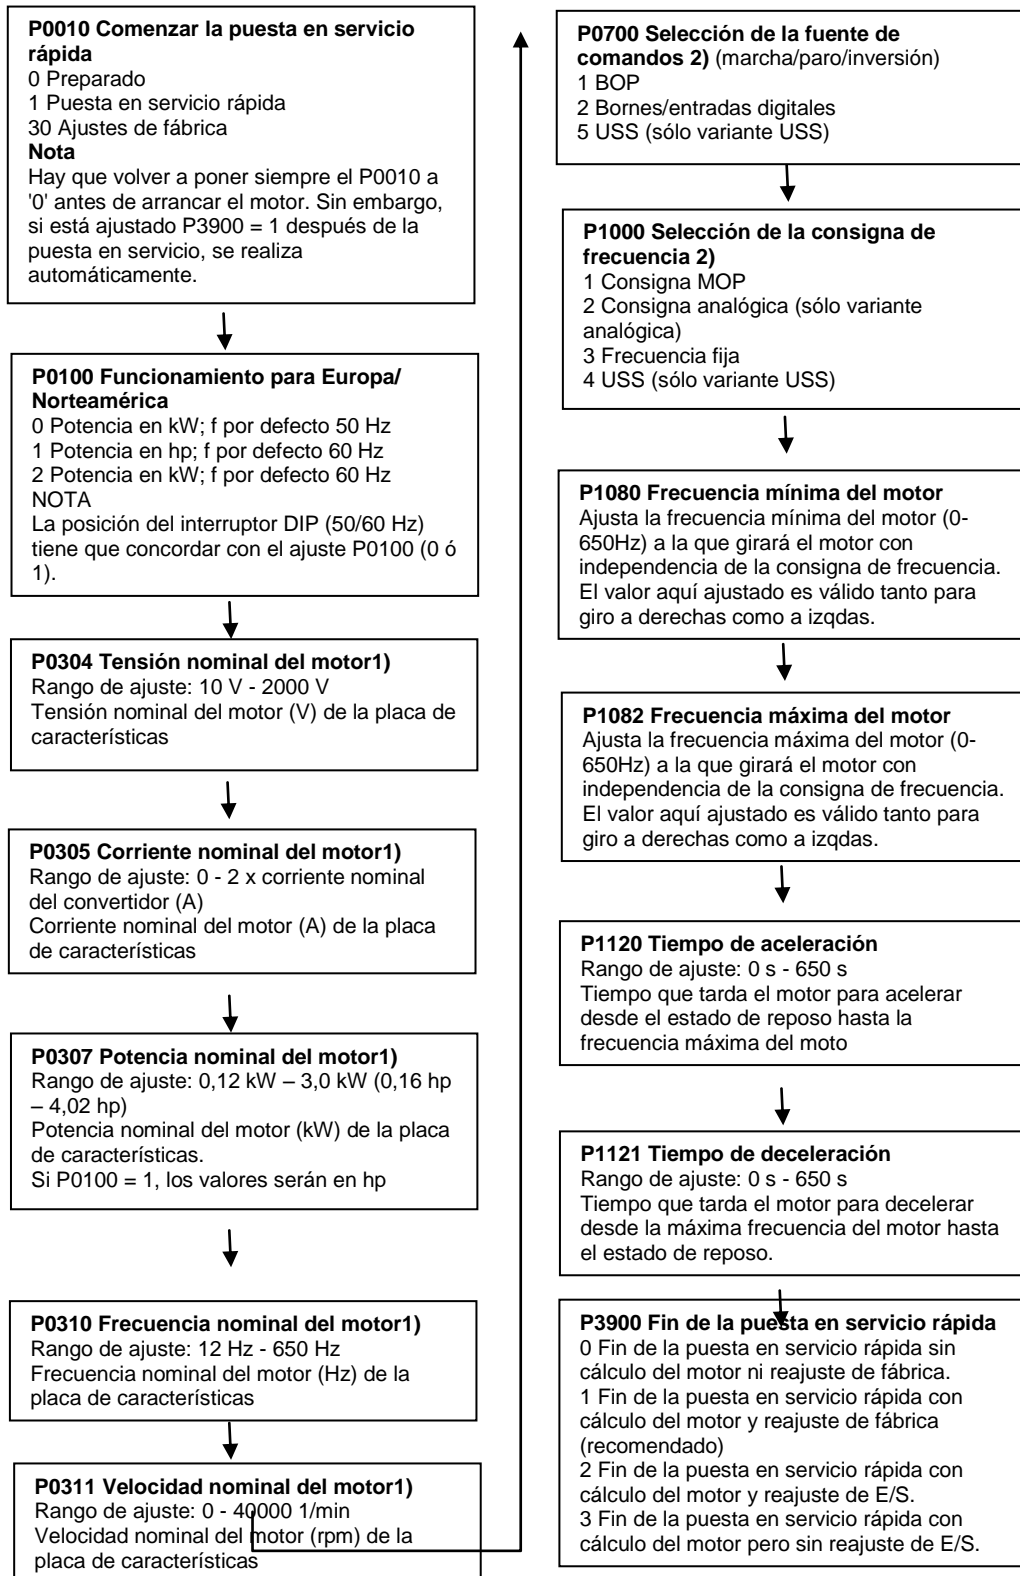 P0010 Comenzar la puesta en servicio
rápida
0 Preparado
1 Puesta en servicio rápida
30 Ajustes de fábrica
Nota
Hay que volver a poner siempre el P0010 a
'0' antes de arrancar el motor. Sin embargo,
si está ajustado P3900 = 1 después de la
puesta en servicio, se realiza
automáticamente.
P0100 Funcionamiento para Europa/
Norteamérica
0 Potencia en kW; f por defecto 50 Hz
1 Potencia en hp; f por defecto 60 Hz
2 Potencia en kW; f por defecto 60 Hz
NOTA
La posición del interruptor DIP (50/60 Hz)
tiene que concordar con el ajuste P0100 (0 ó
1).
P0304 Tensión nominal del motor1)
Rango de ajuste: 10 V - 2000 V
Tensión nominal del motor (V) de la placa de
características
P0305 Corriente nominal del motor1)
Rango de ajuste: 0 - 2 x corriente nominal
del convertidor (A)
Corriente nominal del motor (A) de la placa
de características
P0307 Potencia nominal del motor1)
Rango de ajuste: 0,12 kW – 3,0 kW (0,16 hp
– 4,02 hp)
Potencia nominal del motor (kW) de la placa
de características.
Si P0100 = 1, los valores serán en hp
P0310 Frecuencia nominal del motor1)
Rango de ajuste: 12 Hz - 650 Hz
Frecuencia nominal del motor (Hz) de la
placa de características
P0311 Velocidad nominal del motor1)
Rango de ajuste: 0 - 40000 1/min
Velocidad nominal del motor (rpm) de la
placa de características
P0700 Selección de la fuente de
comandos 2) (marcha/paro/inversión)
1 BOP
2 Bornes/entradas digitales
5 USS (sólo variante USS)
P1000 Selección de la consigna de
frecuencia 2)
1 Consigna MOP
2 Consigna analógica (sólo variante
analógica)
3 Frecuencia fija
4 USS (sólo variante USS)
P1080 Frecuencia mínima del motor
Ajusta la frecuencia mínima del motor (0-
650Hz) a la que girará el motor con
independencia de la consigna de frecuencia.
El valor aquí ajustado es válido tanto para
giro a derechas como a izqdas.
P1082 Frecuencia máxima del motor
Ajusta la frecuencia máxima del motor (0-
650Hz) a la que girará el motor con
independencia de la consigna de frecuencia.
El valor aquí ajustado es válido tanto para
giro a derechas como a izqdas.
P1120 Tiempo de aceleración
Rango de ajuste: 0 s - 650 s
Tiempo que tarda el motor para acelerar
desde el estado de reposo hasta la
frecuencia máxima del moto
P1121 Tiempo de deceleración
Rango de ajuste: 0 s - 650 s
Tiempo que tarda el motor para decelerar
desde la máxima frecuencia del motor hasta
el estado de reposo.
P3900 Fin de la puesta en servicio rápida
0 Fin de la puesta en servicio rápida sin
cálculo del motor ni reajuste de fábrica.
1 Fin de la puesta en servicio rápida con
cálculo del motor y reajuste de fábrica
(recomendado)
2 Fin de la puesta en servicio rápida con
cálculo del motor y reajuste de E/S.
3 Fin de la puesta en servicio rápida con
cálculo del motor pero sin reajuste de E/S.